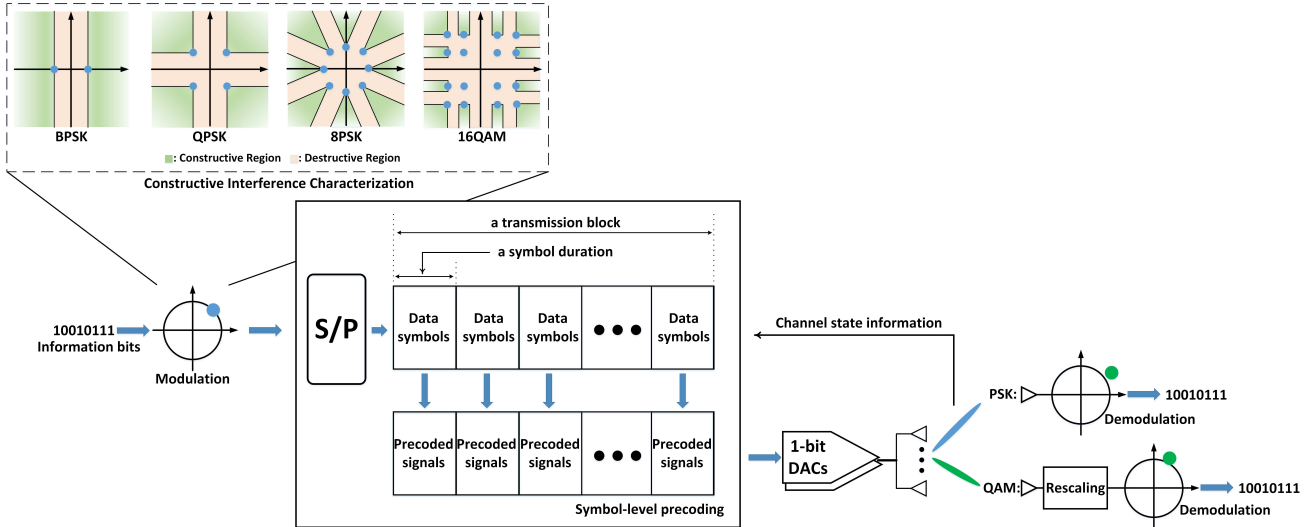 BPSK
QPSK
8PSK
16QAM
: Constructive Region
: Destructive Region
Constructive Interference Characterization
a transmission block
a symbol duration
S/P
Data symbols
Data symbols
Data symbols
Data symbols
10010111
Information bits
Modulation
Channel state information
Precoded signals
Precoded signals
Precoded signals
Precoded signals
Symbol-level precoding
1-bit
DACs
PSK:
10010111
Demodulation
QAM:
Rescaling
10010111
Demodulation